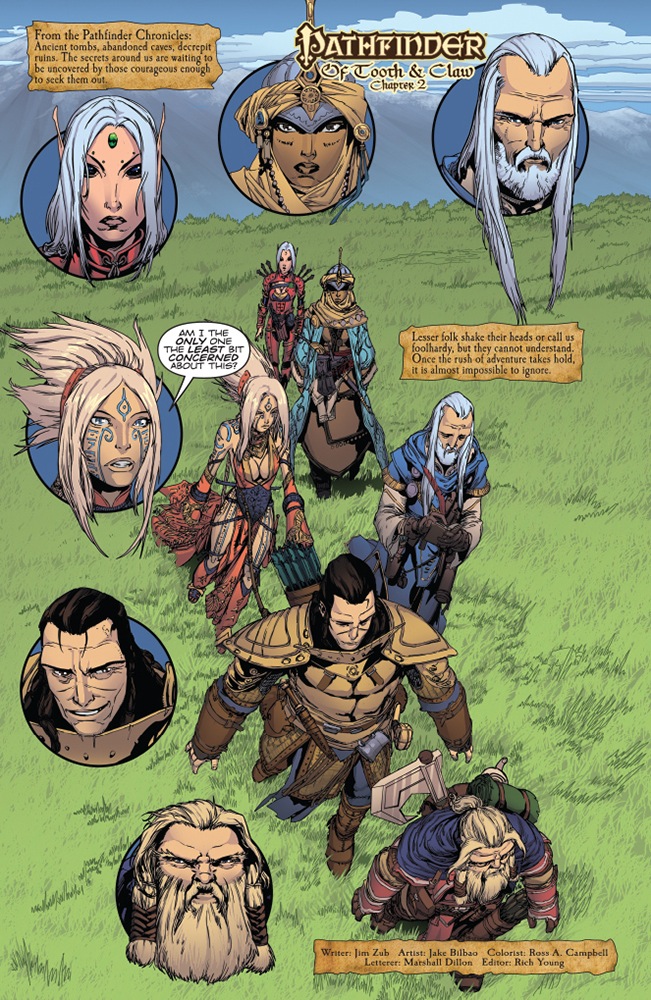 From the Pathfinder Chronicles:
Ancient tombs, abandoned caves, decrepit
ruins. The secrets around us are waiting to
be uncovered by those courageous enough
to seek them out.
PATHFINDER
Of Tooth & Claw
Chapter 2
AM I THE
ONLY ONE
THE LEAST BIT
CONCERNED
ABOUT THIS?
Lesser folk shake their heads or call us
foolhardy, but they cannot understand.
Once the rush of adventure takes hold,
it is almost impossible to ignore.
Writer: Jim Zub Artist: Jake Bilbao Colorist: Ross A. Campbell
Letterer: Marshall Dillon Editor: Rich Young